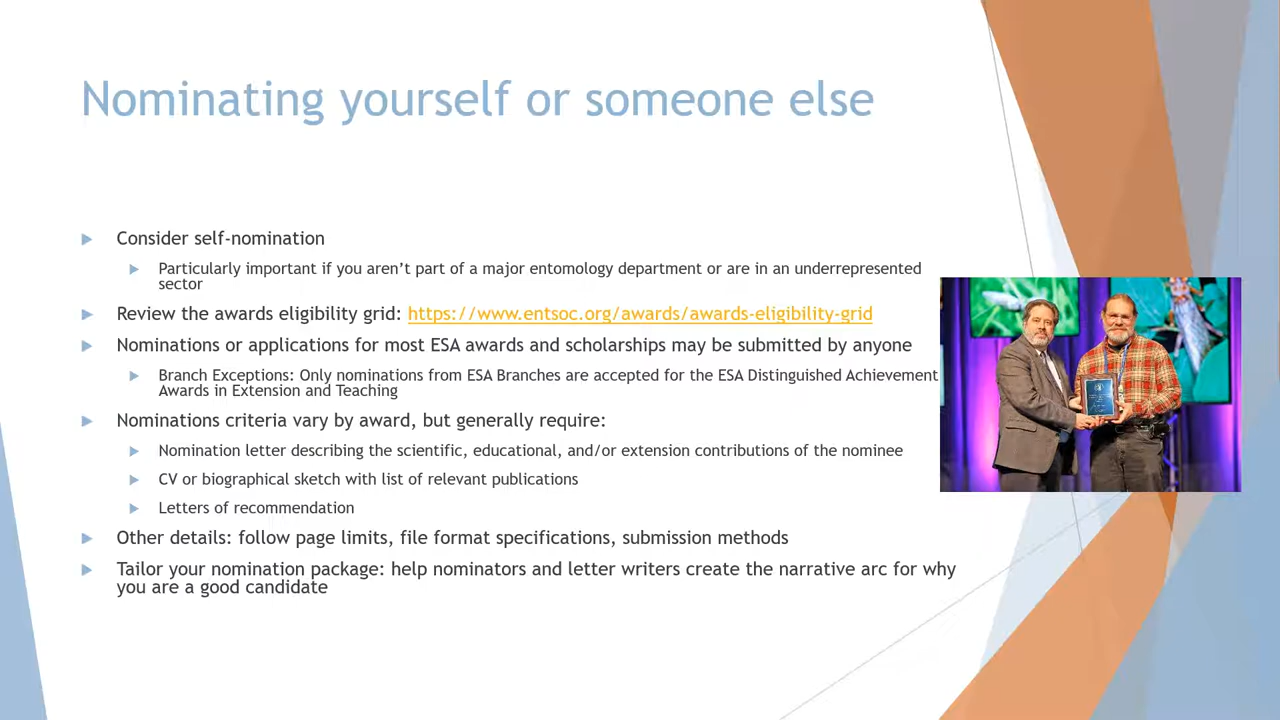 Nominating yourself or someone else
Consider self-nomination
Particularly important if you aren’t part of a major entomology department or are in an underrepresented
sector
Review the awards eligibility grid: https://www.entsoc.org/awards/awards-eligibility-grid
Nominations or applications for most ESA awards and scholarships may be submitted by anyone
Branch Exceptions: Only nominations from ESA Branches are accepted for the ESA Distinguished Achievement
Awards in Extension and Teaching
Nominations criteria vary by award, but generally require:
Nomination letter describing the scientific, educational, and/or extension contributions of the nominee
CV or biographical sketch with list of relevant publications
Letters of recommendation
Other details: follow page limits, file format specifications, submission methods
Tailor your nomination package: help nominators and letter writers create the narrative arc for why
you are a good candidate